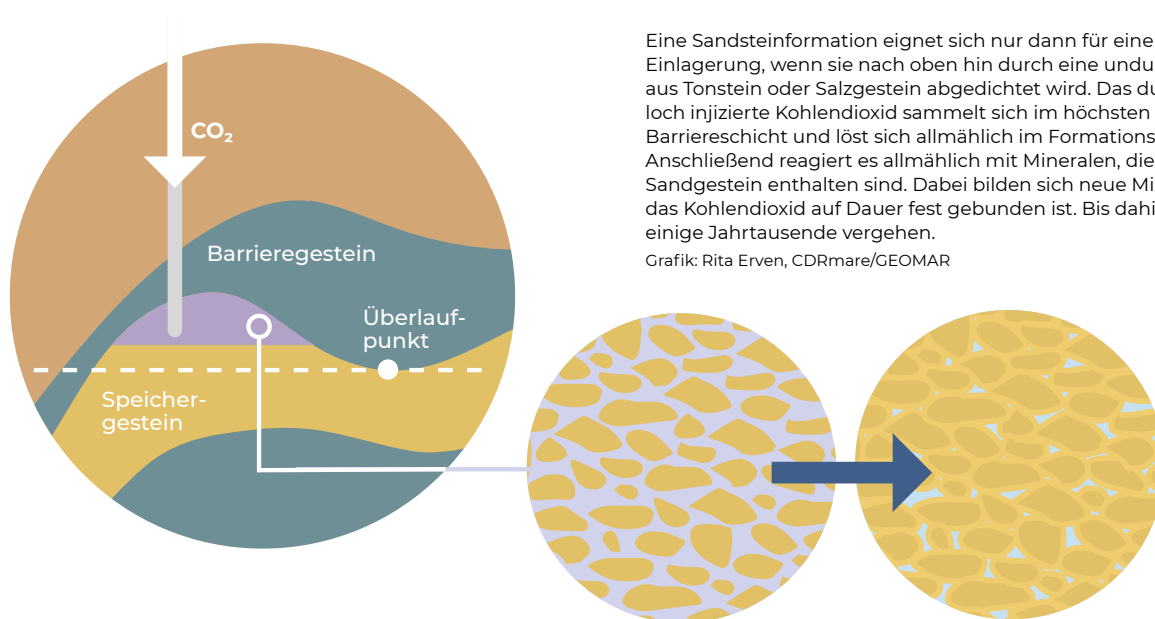 Eine Sandsteinformation eignet sich nur dann für eine
Einlagerung, wenn sie nach oben hin durch eine undu
aus Tonstein oder Salzgestein abgedichtet wird. Das du
loch injizierte Kohlendioxid sammelt sich im höchsten
Barriereschicht und löst sich allmählich im Formations
Anschließend reagiert es allmählich mit Mineralen, die
Sandgestein enthalten sind. Dabei bilden sich neue Mi
das Kohlendioxid auf Dauer fest gebunden ist. Bis dahi
einige Jahrtausende vergehen.
Grafik: Rita Erven, CDRmare/GEOMAR
CO₂
Barrieregestein
Überlauf-
punkt
Speicher-
gestein